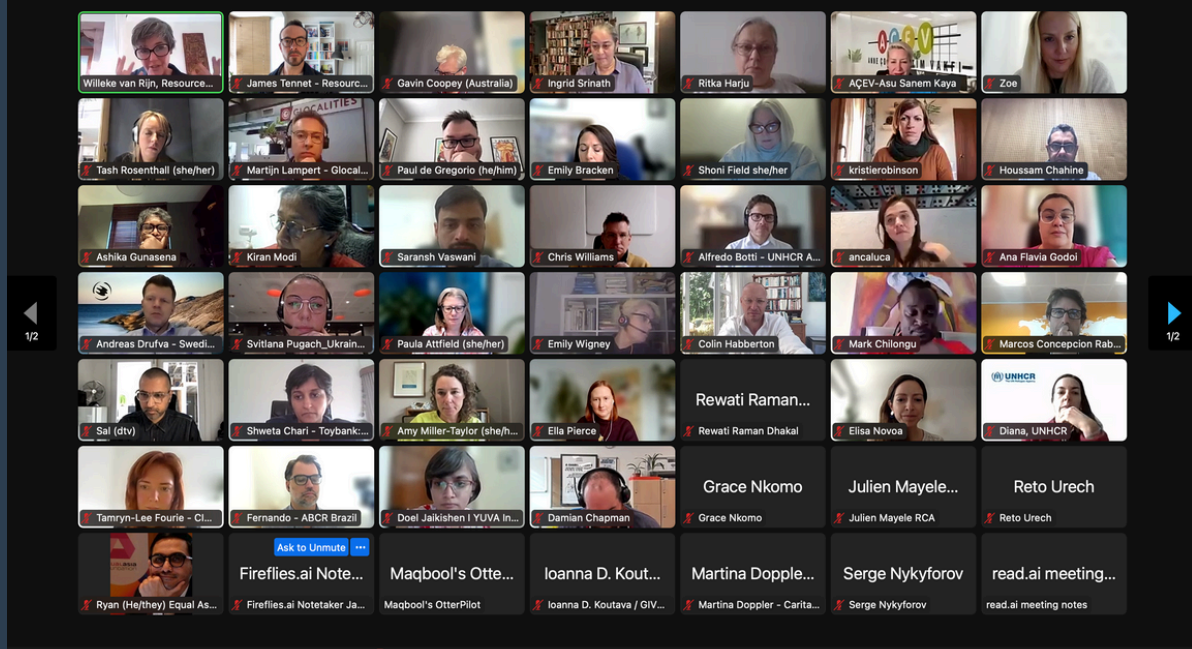 Willeke van Rijn, Resource...
James Tennet - Resourc...
Gavin Coopey (Australia)
Ingrid Srinath
Ritka Harju
AÇEV
AÇEV-Asu Sanem Kaya
Zoe
Tash Rosenthall (she/her)
GLOCALITIES
Martijn Lampert - Glocal...
Paul de Gregorio (he/him)
Emily Bracken
Shoni Field she/her
kristierobinson
Houssam Chahine
Ashika Gunasena
Kiran Modi
Saransh Vaswani
Chris Williams
Alfredo Botti - UNHCR A...
ancaluca
Ana Flavia Godoi
1/2
1/2
Andreas Drufva - Swedi...
Svitlana Pugach_Ukrain...
Paula Attfield (she/her)
Emily Wigney
Colin Habberton
Mark Chilongu
Marcos Concepcion Rab...
Sal (dtv)
Shweta Chari - Toybank:...
Amy Miller-Taylor (she/h...
Ella Pierce
Rewati Raman...
Rewati Raman Dhakal
Elisa Novoa
UNHCR
Diana, UNHCR
Tamryn-Lee Fourie - CI...
Fernando - ABCR Brazil
Doel Jaikishen I YUVA In...
Damian Chapman
Grace Nkomo
Grace Nkomo
Julien Mayele...
Julien Mayele RCA
Reto Urech
Reto Urech
Ryan (He/they) Equal As...
Ask to Unmute
...
Fireflies.ai Note...
Fireflies.ai Notetaker Ja...
Maqbool's Otte...
Maqbool's OtterPilot
Ioanna D. Kout...
Ioanna D. Koutava / GIV...
Martina Dopple...
Martina Doppler - Carita...
Serge Nykyforov
Serge Nykyforov
read.ai meeting...
read.ai meeting notes